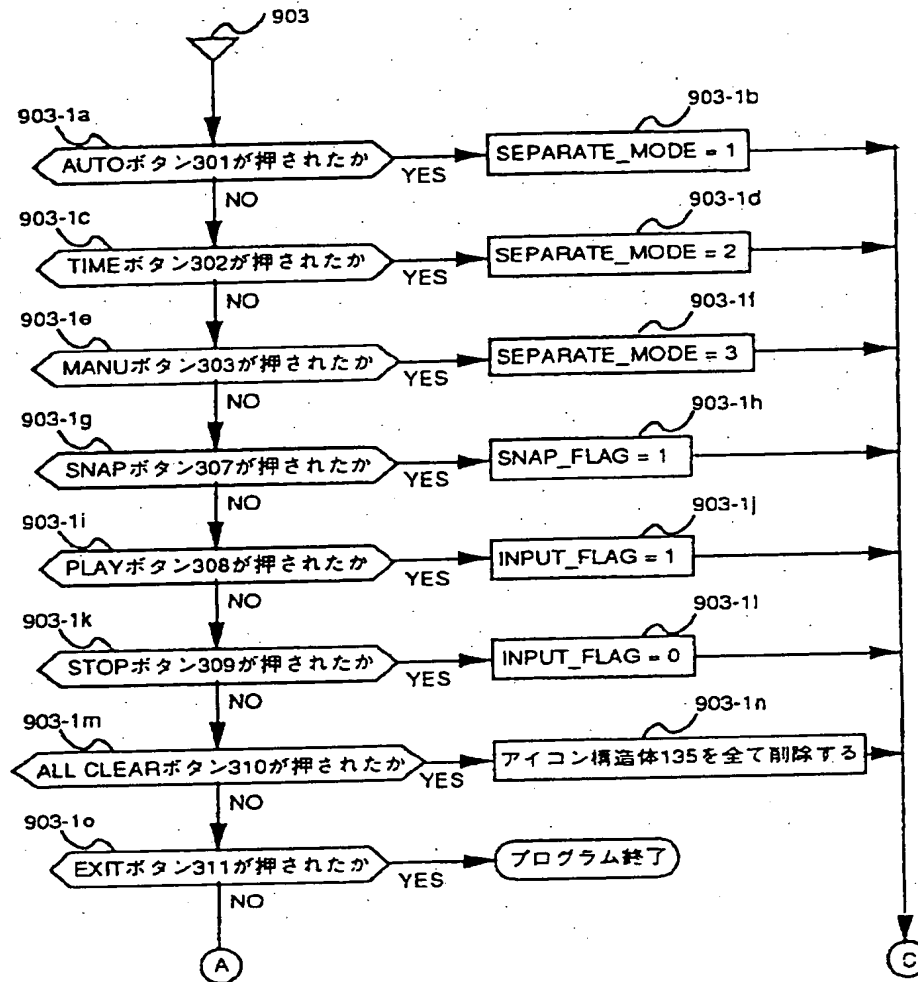 903
903-1a
903-1b
AUTOボタン301が押されたか
YES
SEPARATE_MODE = 1
NO
903-1c
903-1d
TIMEボタン302が押されたか
YES
SEPARATE_MODE = 2
NO
903-1e
903-1f
MANUボタン303が押されたか
YES
SEPARATE_MODE = 3
NO
903-1g
903-1h
SNAPボタン307が押されたか
YES
SNAP_FLAG = 1
NO
903-1i
903-1j
PLAYボタン308が押されたか
YES
INPUT_FLAG = 1
NO
903-1k
903-1l
STOPボタン309が押されたか
YES
INPUT_FLAG = 0
NO
903-1m
903-1n
ALL CLEARボタン310が押されたか
YES
アイコン構造体135を全て削除する
NO
903-1o
EXITボタン311が押されたか
YES
プログラム終了
NO
A
C